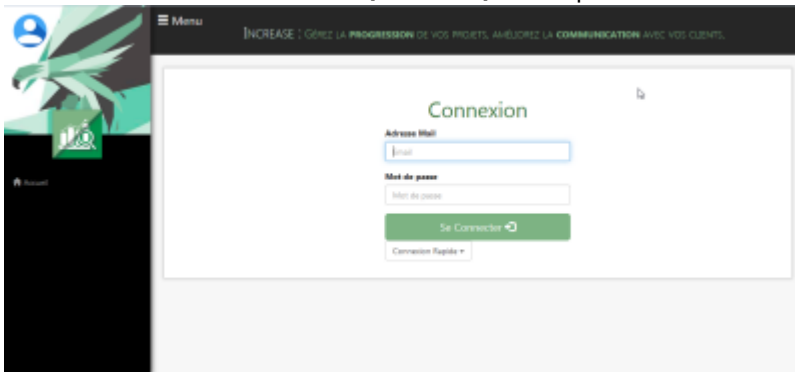 Menu
INCREASE : GÉREZ LA PROGRESSION DE VOS PROJETS, AMÉLIOREZ LA COMMUNICATION AVEC VOS CLIENTS.
Connexion
Adresse Mail
Email
Mot de passe
Mot de passe
Accueil
Se Connecter
Connexion Rapide